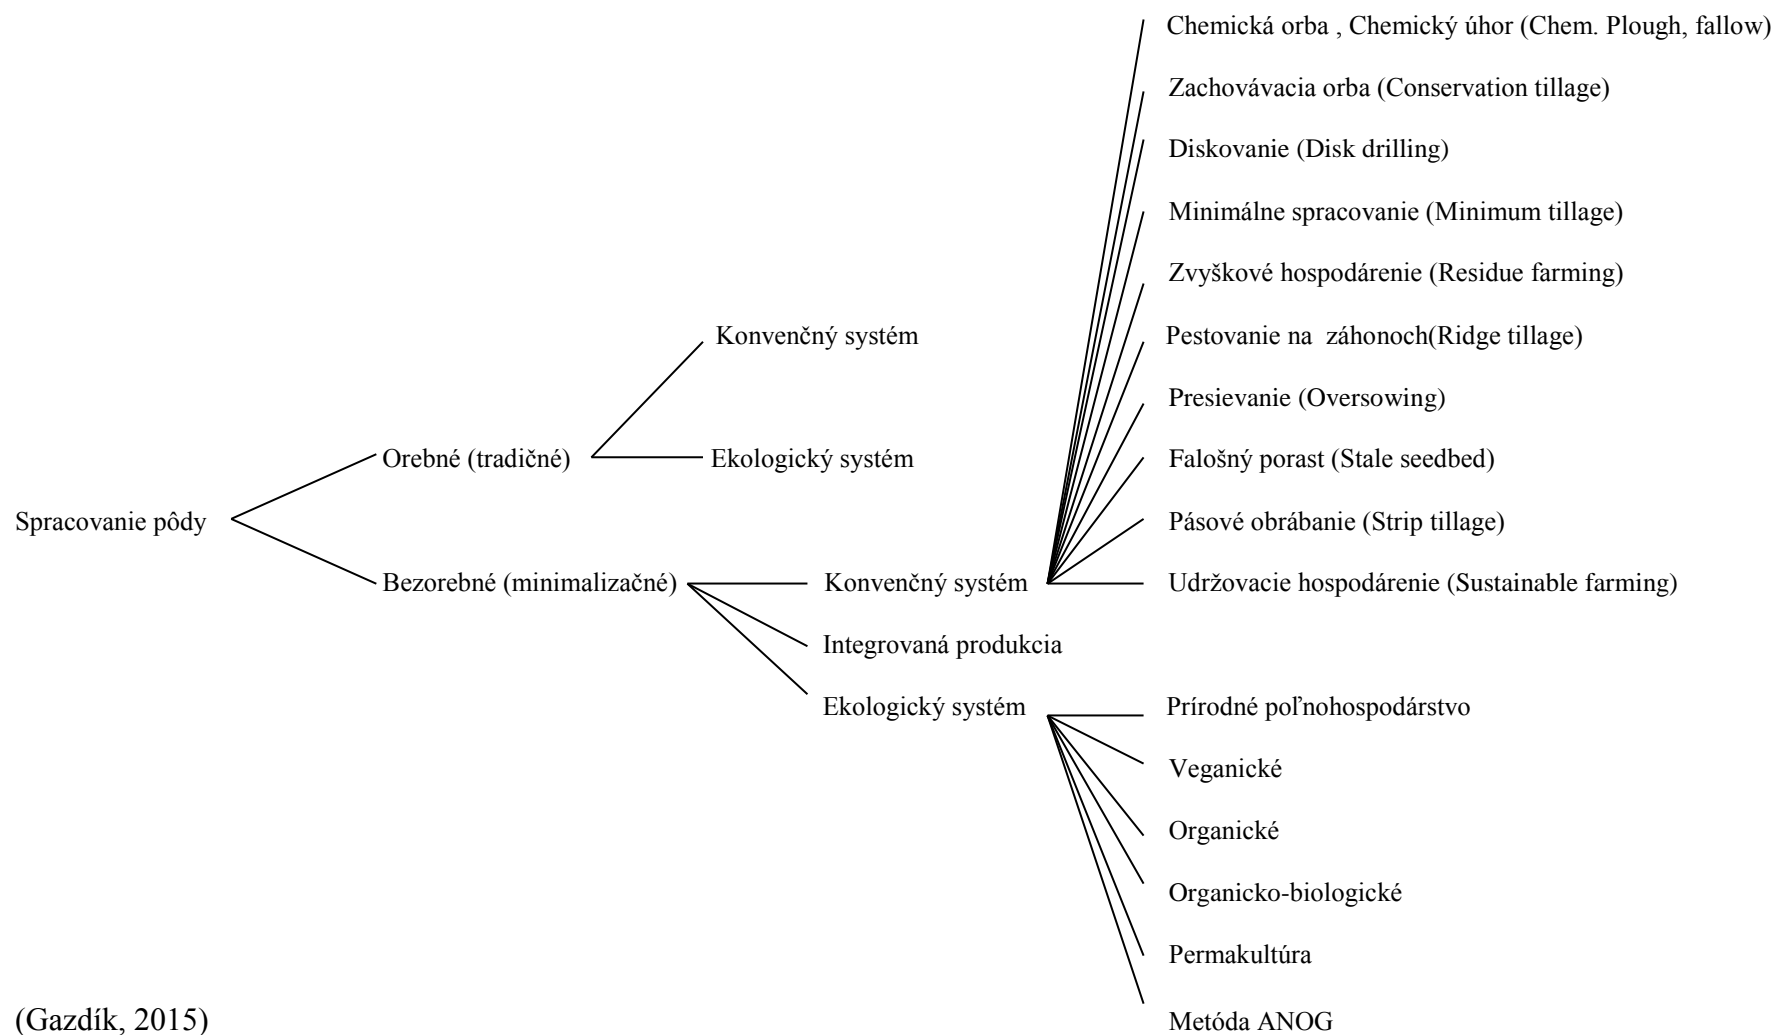 Chemická orba , Chemický úhor (Chem. Plough, fallow)
Zachovávacia orba (Conservation tillage)
Diskovanie (Disk drilling)
Minimálne spracovanie (Minimum tillage)
Zvyškové hospodárenie (Residue farming)
Konvenčný systém
Pestovanie na záhonoch(Ridge tillage)
Presievanie (Oversowing)
Orebné (tradičné)
Ekologický systém
Falošný porast (Stale seedbed)
Spracovanie pôdy
Pásové obrábanie (Strip tillage)
Bezorebné (minimalizačné)
Konvenčný systém
Udržovacie hospodárenie (Sustainable farming)
Integrovaná produkcia
Ekologický systém
Prírodné poľnohospodárstvo
Veganické
Organické
Organicko-biologické
Permakultúra
Metóda ANOG
(Gazdík, 2015)